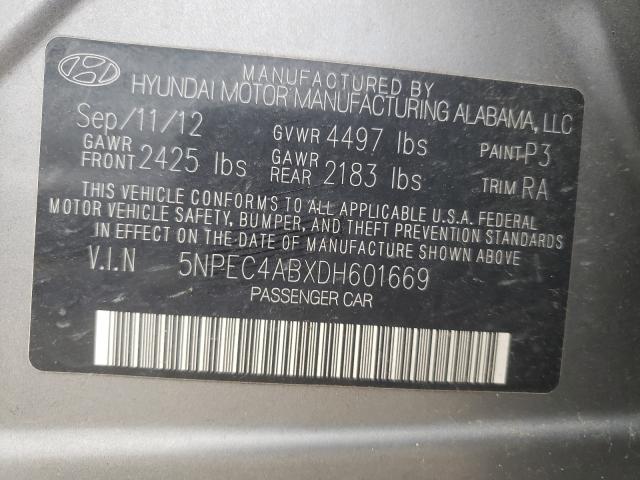 MANUFACTURED BY
HYUNDAI MOTOR MANUFACTURING ALABAMA, LLC
Sep/11/12 GVWR 4497 lbs PAINT P3
GAWR FRONT 2425 lbs GAWR REAR 2183 lbs TRIM RA
THIS VEHICLE CONFORMS TO ALL APPLICABLE U.S.A. FEDERAL
MOTOR VEHICLE SAFETY, BUMPER, AND THEFT PREVENTION STANDARDS
IN EFFECT ON THE DATE OF MANUFACTURE SHOWN ABOVE
V.I.N 5NPEC4ABXDH601669
PASSENGER CAR